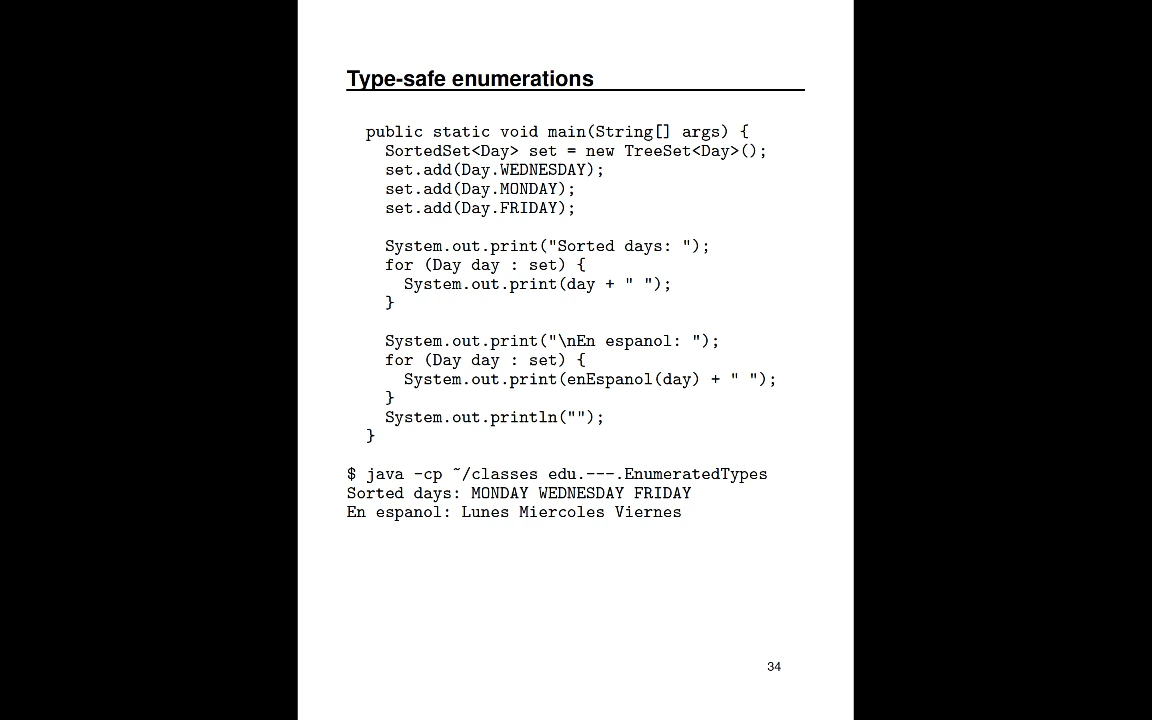 Type-safe enumerations
public static void main(String[] args) {
SortedSet<Day> set = new TreeSet<Day>();
set.add(Day.WEDNESDAY);
set.add(Day.MONDAY);
set.add(Day.FRIDAY);
System.out.print("Sorted days: ");
for (Day day : set) {
System.out.print(day + " ");
}
System.out.print("\nEn espanol: ");
for (Day day : set) {
System.out.print(enEspanol(day) + " ");
}
System.out.println("");
}
$ java -cp ~/classes edu.---.EnumeratedTypes
Sorted days: MONDAY WEDNESDAY FRIDAY
En espanol: Lunes Miercoles Viernes
34